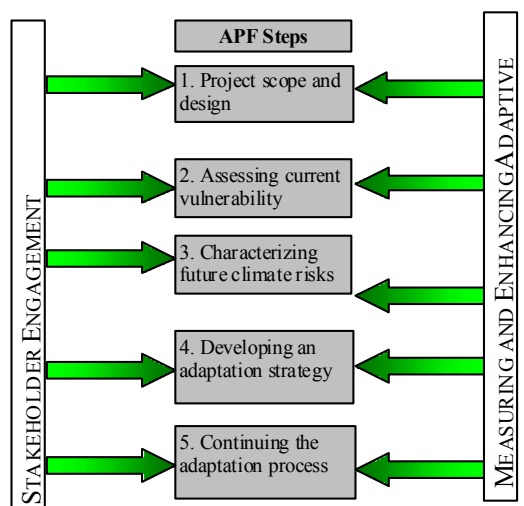 APF Steps
1. Project scope and
design
2. Assessing current
vulnerability
3. Characterizing
future climate risks
4. Developing an
adaptation strategy
5. Continuing the
adaptation process
STAKEHOLDER ENGAGEMENT
MEASURING AND ENHANCING ADAPTIVE